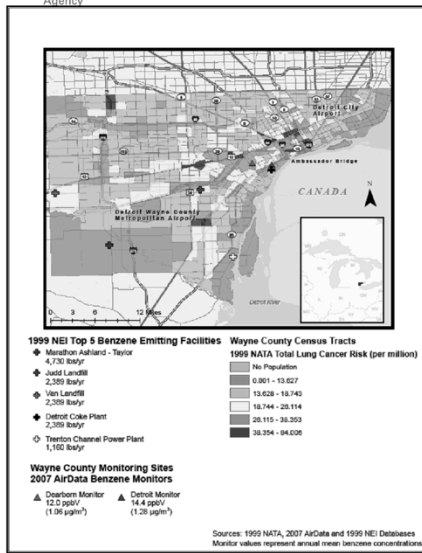 Agency
Detroit City
Airport
Ambassador Bridge
CANADA
N
Detroit Wayne County
Metropolitan Airport
Detroit River
0 3 6 12 Miles
1999 NEI Top 5 Benzene Emitting Facilities
Marathon Ashland - Taylor
4,730 lbs/yr
Judd Landfill
2,389 lbs/yr
Van Landfill
2,389 lbs/yr
Detroit Coke Plant
2,389 lbs/yr
Trenton Channel Power Plant
1,160 lbs/yr
Wayne County Census Tracts
1999 NATA Total Lung Cancer Risk (per million)
No Population
0.001 - 13.627
13.628 - 18.743
18.744 - 26.114
26.115 - 38.353
38.354 - 84.006
Wayne County Monitoring Sites
2007 AirData Benzene Monitors
Dearborn Monitor
12.0 ppbV
(1.06 µg/m³)
Detroit Monitor
14.4 ppbV
(1.28 µg/m³)
Sources: 1999 NATA, 2007 AirData and 1999 NEI Databases
Monitor values represent annual mean benzene concentrations